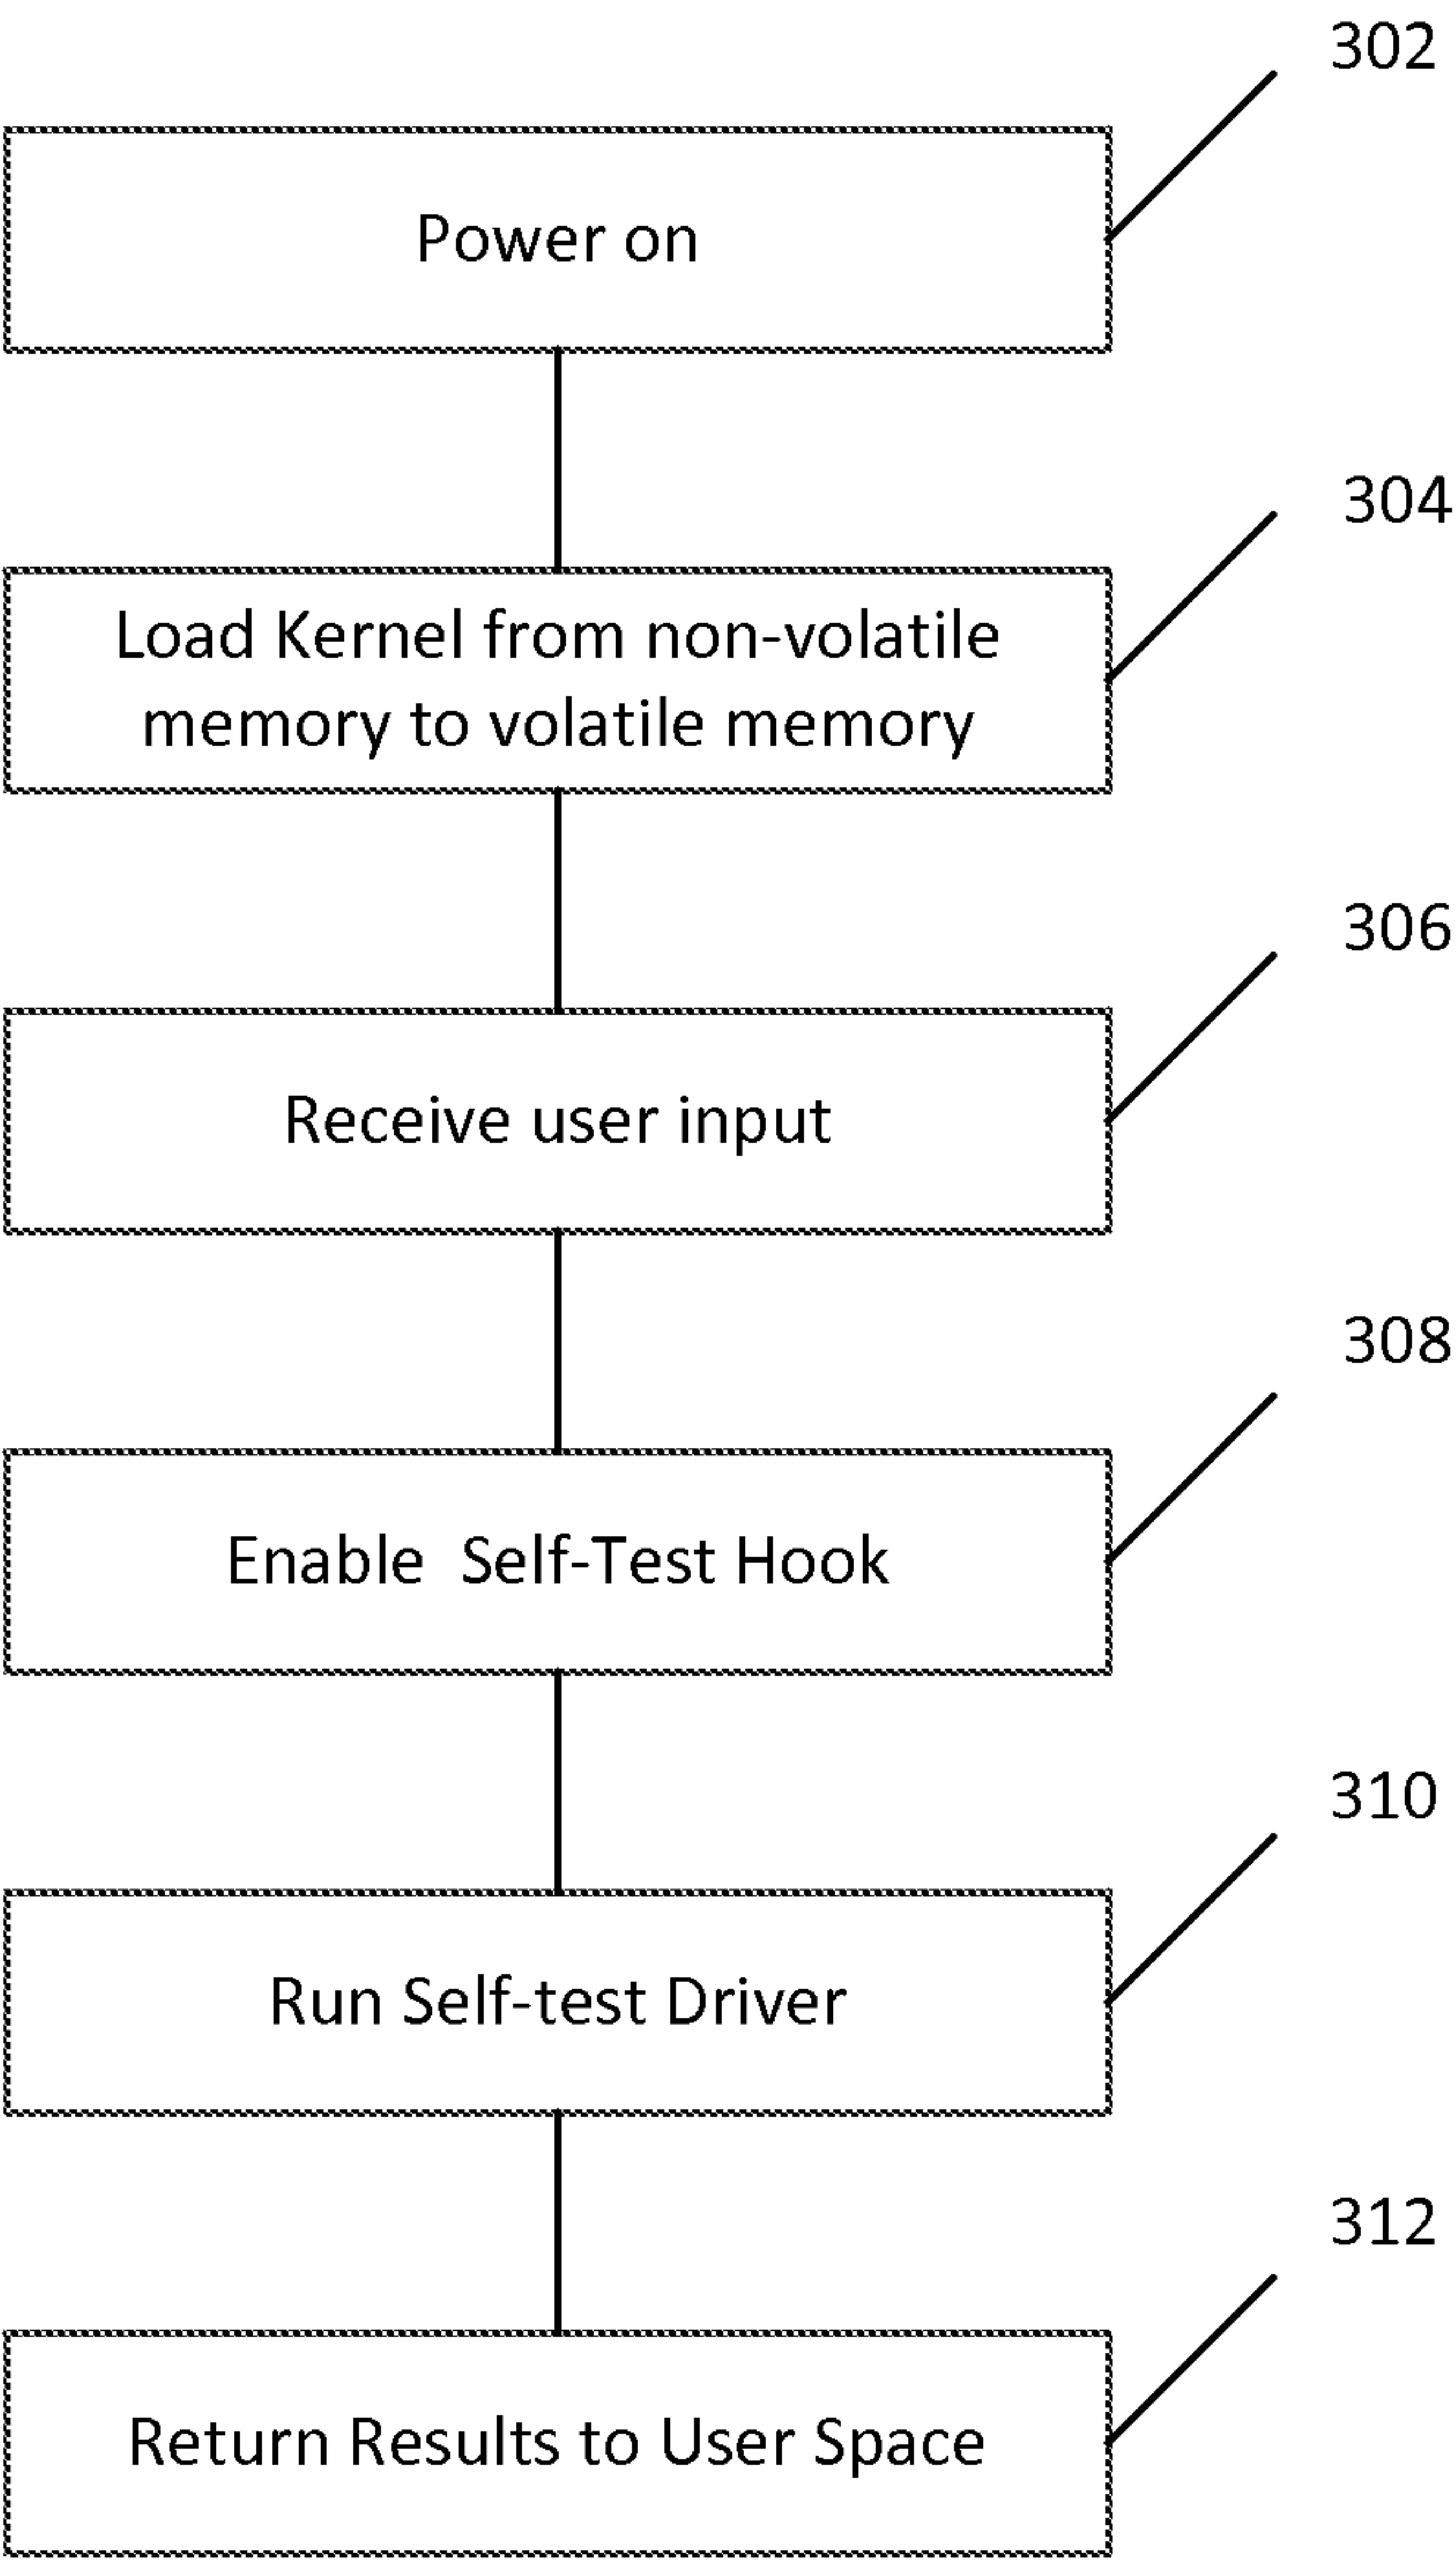 302
Power on
304
Load Kernel from non-volatile
memory to volatile memory
306
Receive user input
308
Enable  Self-Test Hook
310
Run Self-test Driver
312
Return Results to User Space